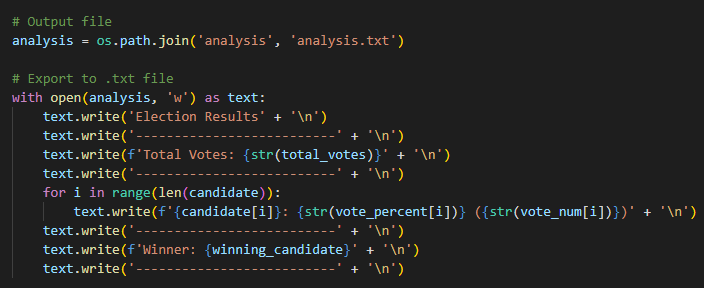 # Output file
analysis = os.path.join('analysis', 'analysis.txt')

# Export to .txt file
with open(analysis, 'w') as text:
    text.write('Election Results' + '\n')
    text.write('--------------------------' + '\n')
    text.write(f'Total Votes: {str(total_votes)}' + '\n')
    text.write('--------------------------' + '\n')
    for i in range(len(candidate)):
        text.write(f'{candidate[i]}: {str(vote_percent[i])} ({str(vote_num[i])})' + '\n')
    text.write('--------------------------' + '\n')
    text.write(f'Winner: {winning_candidate}' + '\n')
    text.write('--------------------------' + '\n')